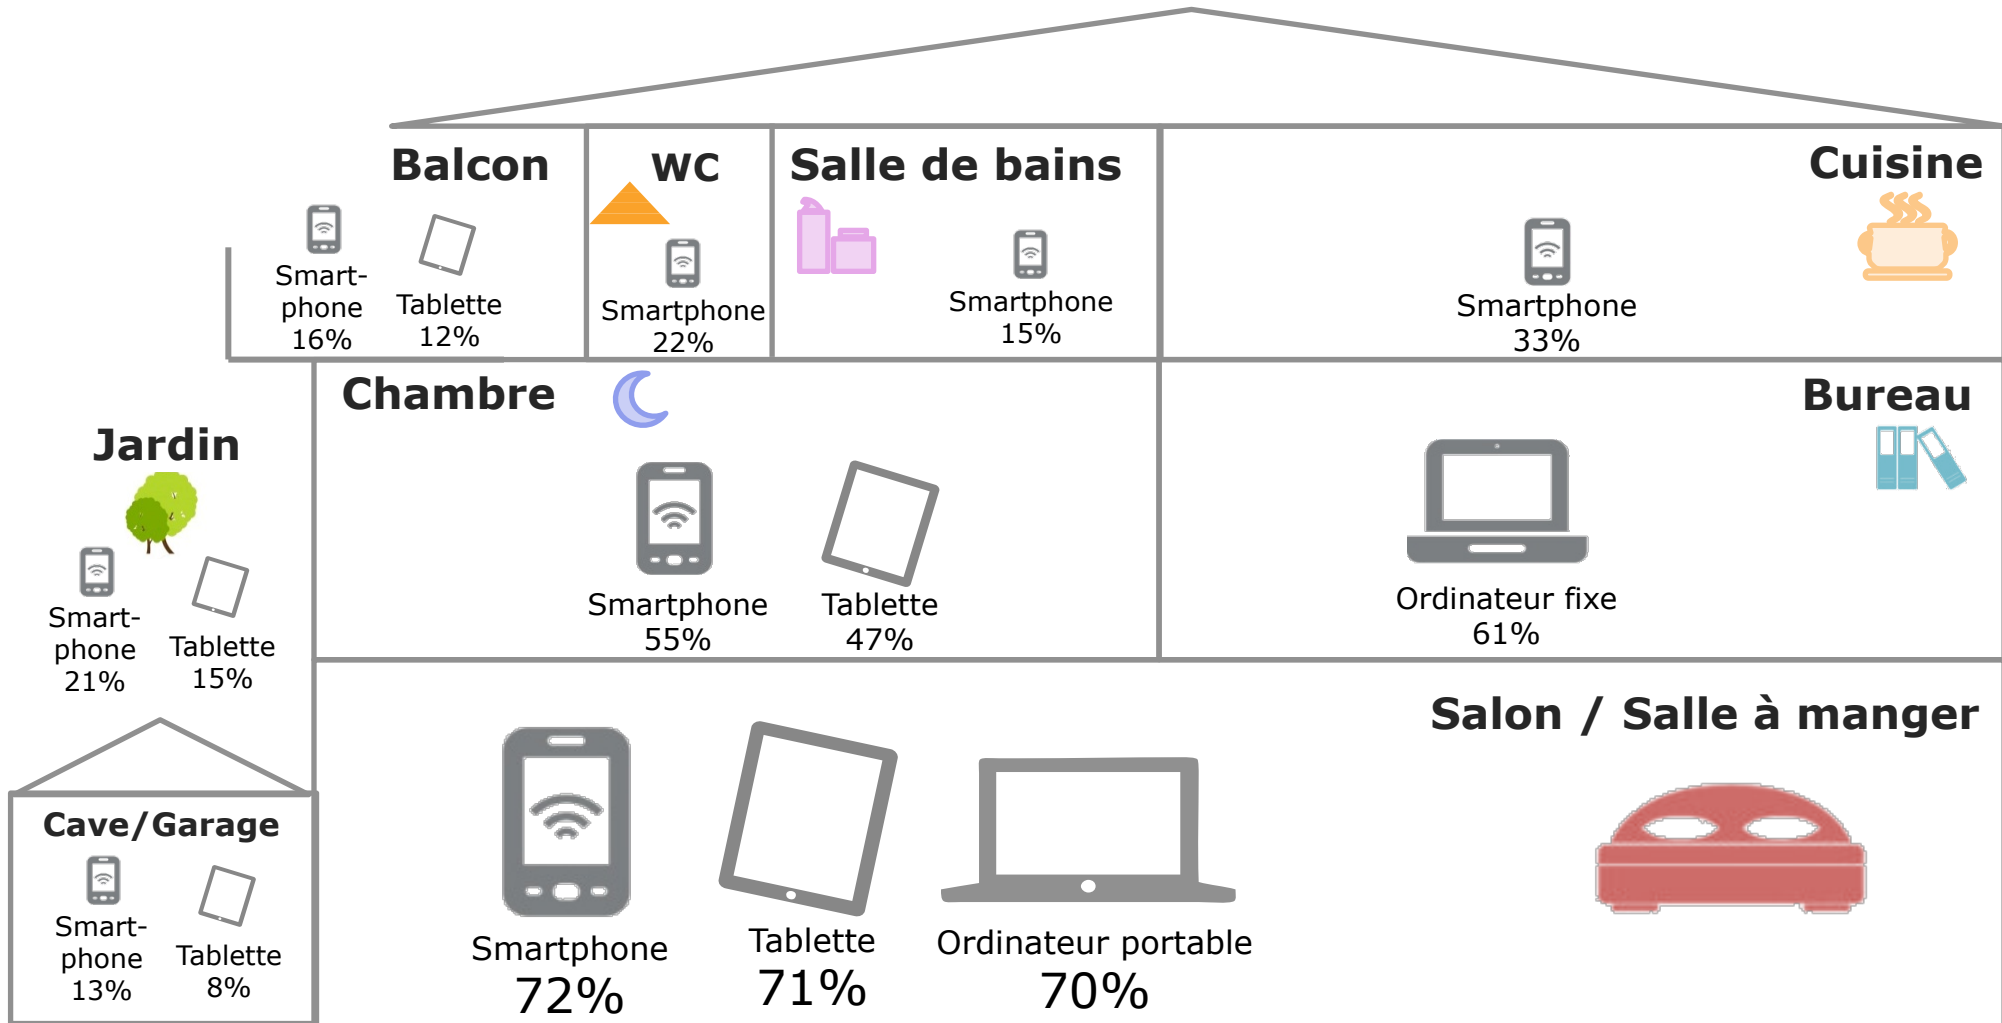 Balcon
Smart-
phone
16%
Tablette
12%
WC
Smartphone
22%
Salle de bains
Smartphone
15%
Cuisine
Smartphone
33%
Jardin
Smart-
phone
21%
Tablette
15%
Chambre
Smartphone
55%
Tablette
47%
Bureau
Ordinateur fixe
61%
Cave/Garage
Smart-
phone
13%
Tablette
8%
Salon / Salle à manger
Smartphone
72%
Tablette
71%
Ordinateur portable
70%